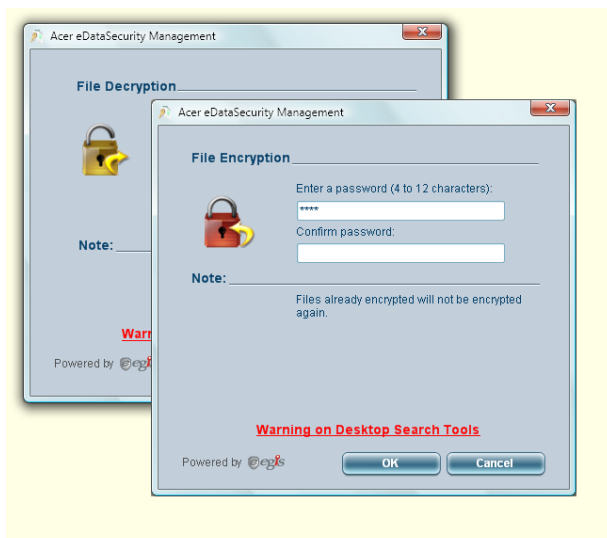 Acer eDataSecurity Management
File Decryption
Note:
Powered by egis
Acer eDataSecurity Management
File Encryption
Enter a password (4 to 12 characters):
****
Confirm password:
Note:
Files already encrypted will not be encrypted
again.
Warning on Desktop Search Tools
Powered by egis
OK
Cancel